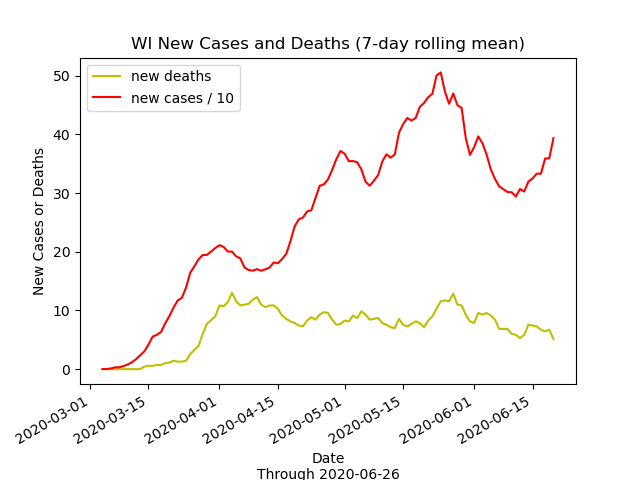 WI New Cases and Deaths (7-day rolling mean)
new deaths
new cases / 10
New Cases or Deaths
50
40
30
20
10
0
2020-03-01
2020-03-15
2020-04-01
2020-04-15
2020-05-01
2020-05-15
2020-06-01
2020-06-15
Date
Through 2020-06-26